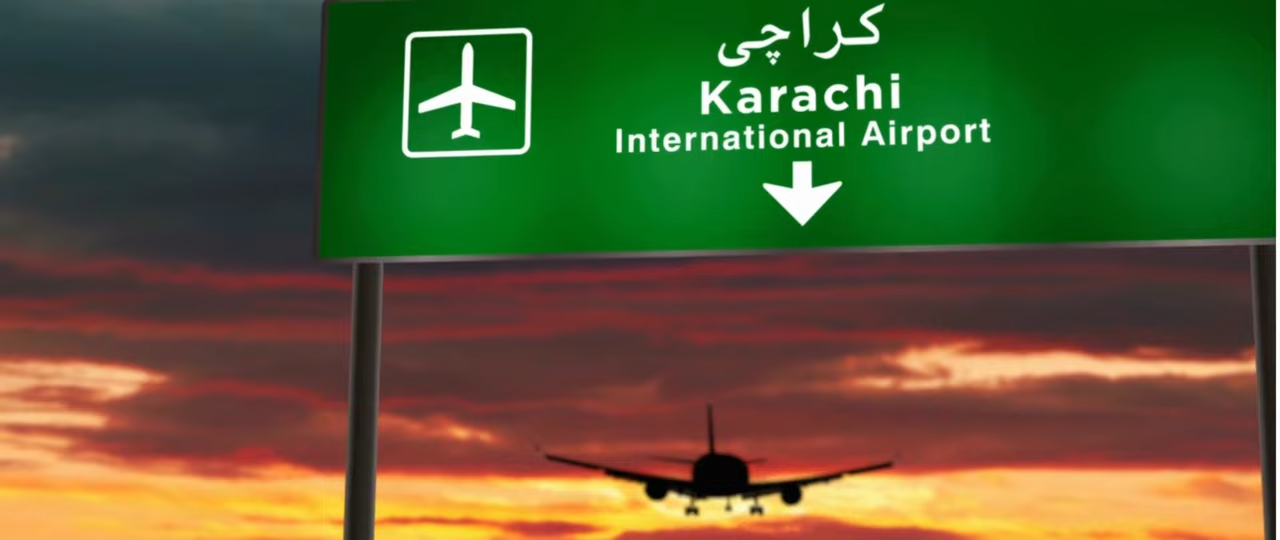 کراچی
Karachi
International Airport